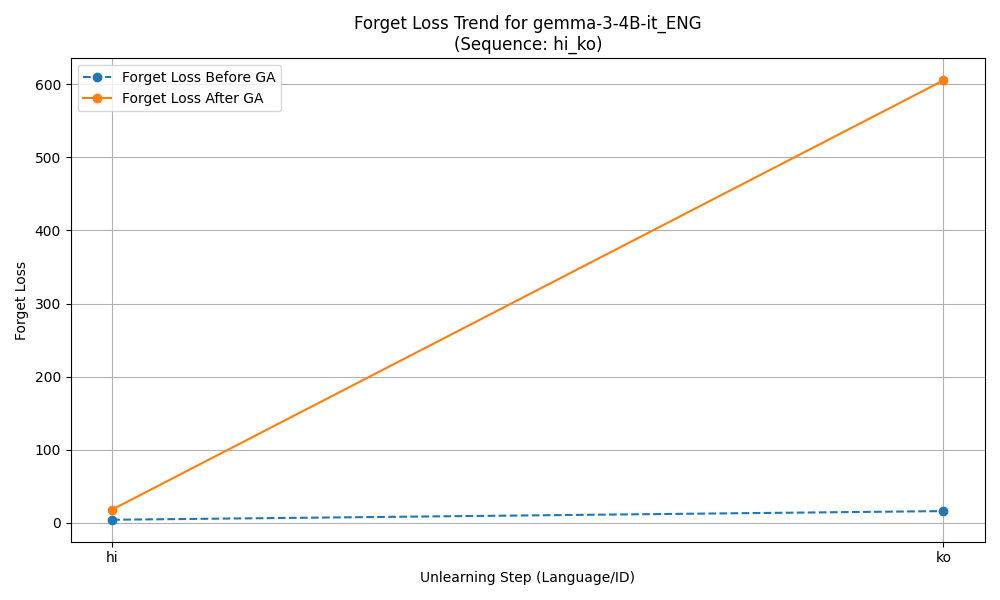 Forget Loss Trend for gemma-3-4B-it_ENG
(Sequence: hi_ko)
Forget Loss Before GA
Forget Loss After GA
Forget Loss
600
500
400
300
200
100
0
hi
ko
Unlearning Step (Language/ID)